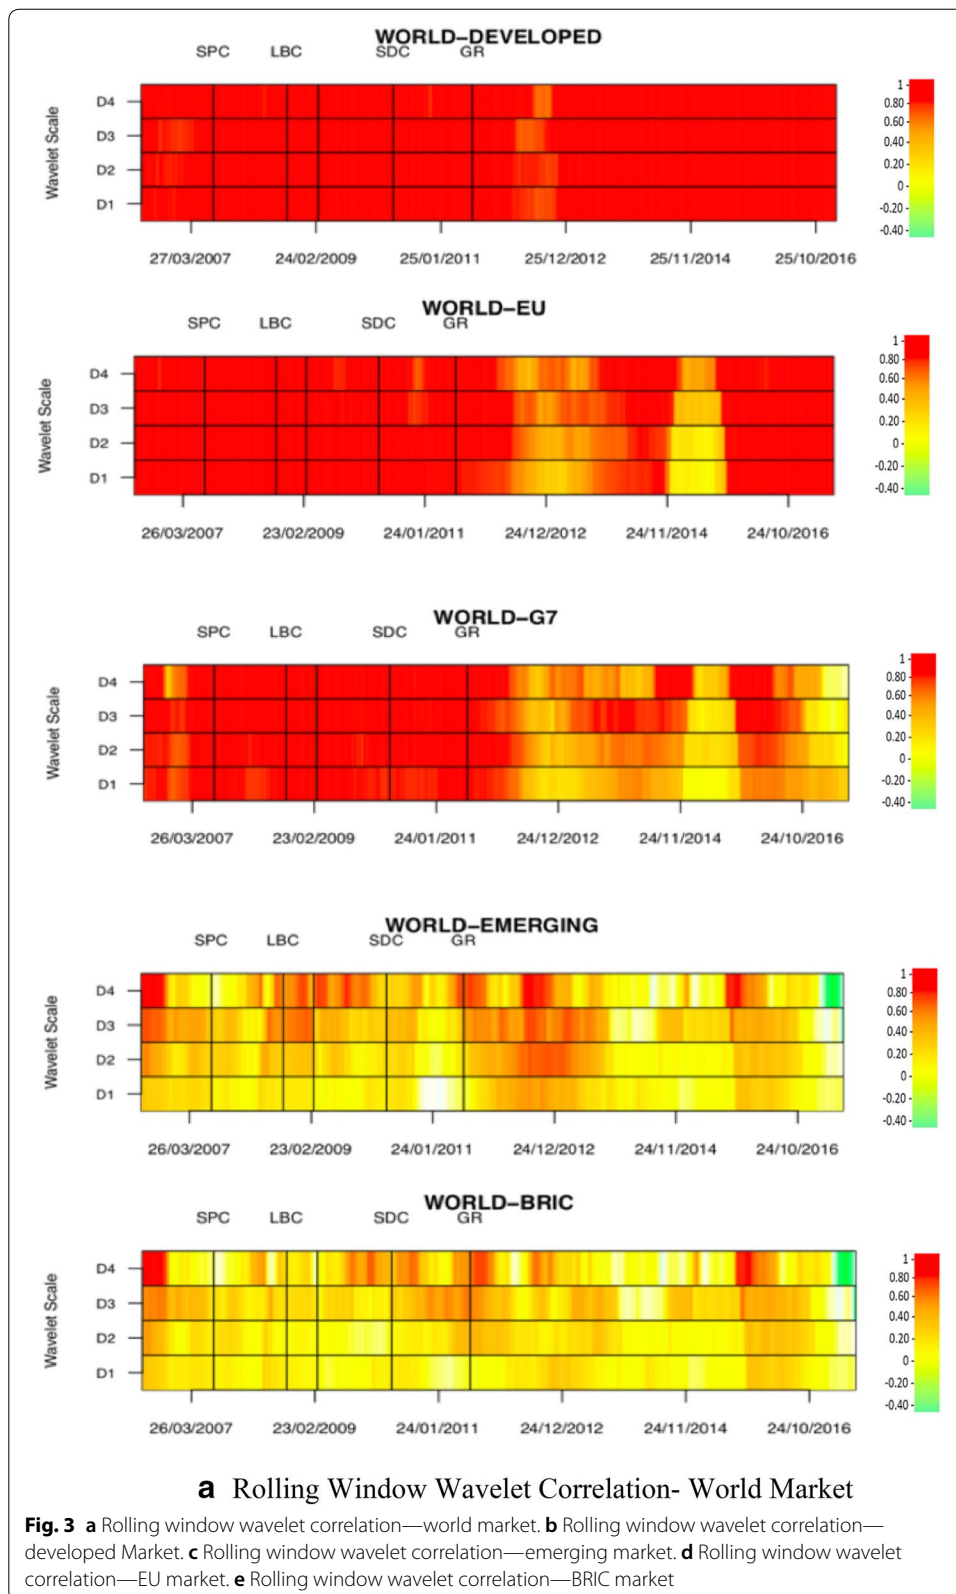 WORLD–DEVELOPED
SPC LBC SDC GR
Wavelet Scale
D4
D3
D2
D1
27/03/2007 24/02/2009 25/01/2011 25/12/2012 25/11/2014 25/10/2016
1
0.80
0.60
0.40
0.20
0
-0.20
-0.40
WORLD–EU
SPC LBC SDC GR
Wavelet Scale
D4
D3
D2
D1
26/03/2007 23/02/2009 24/01/2011 24/12/2012 24/11/2014 24/10/2016
1
0.80
0.60
0.40
0.20
0
-0.20
-0.40
WORLD–G7
SPC LBC SDC GR
Wavelet Scale
D4
D3
D2
D1
26/03/2007 23/02/2009 24/01/2011 24/12/2012 24/11/2014 24/10/2016
1
0.80
0.60
0.40
0.20
0
-0.20
-0.40
WORLD–EMERGING
SPC LBC SDC GR
Wavelet Scale
D4
D3
D2
D1
26/03/2007 23/02/2009 24/01/2011 24/12/2012 24/11/2014 24/10/2016
1
0.80
0.60
0.40
0.20
0
-0.20
-0.40
WORLD–BRIC
SPC LBC SDC GR
Wavelet Scale
D4
D3
D2
D1
26/03/2007 23/02/2009 24/01/2011 24/12/2012 24/11/2014 24/10/2016
1
0.80
0.60
0.40
0.20
0
-0.20
-0.40
a Rolling Window Wavelet Correlation- World Market
Fig. 3 a Rolling window wavelet correlation—world market. b Rolling window wavelet correlation—
developed Market. c Rolling window wavelet correlation—emerging market. d Rolling window wavelet
correlation—EU market. e Rolling window wavelet correlation—BRIC market